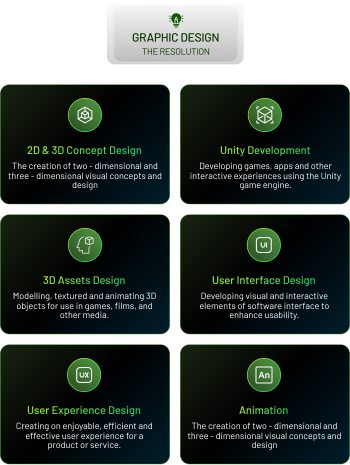 GRAPHIC DESIGN
THE RESOLUTION
2D & 3D Concept Design
The creation of two - dimensional and
three - dimensional visual concepts and
design
Unity Development
Developing games, apps and other
interactive experiences using the Unity
game engine.
3D Assets Design
Modelling, textured and animating 3D
objects for use in games, films, and
other media.
UI
User Interface Design
Developing visual and interactive
elements of software interface to
enhance usability.
UX
User Experience Design
Creating on enjoyable, efficient and
effective user experience for a
product or service.
An
Animation
The creation of two - dimensional and
three - dimensional visual concepts and
design